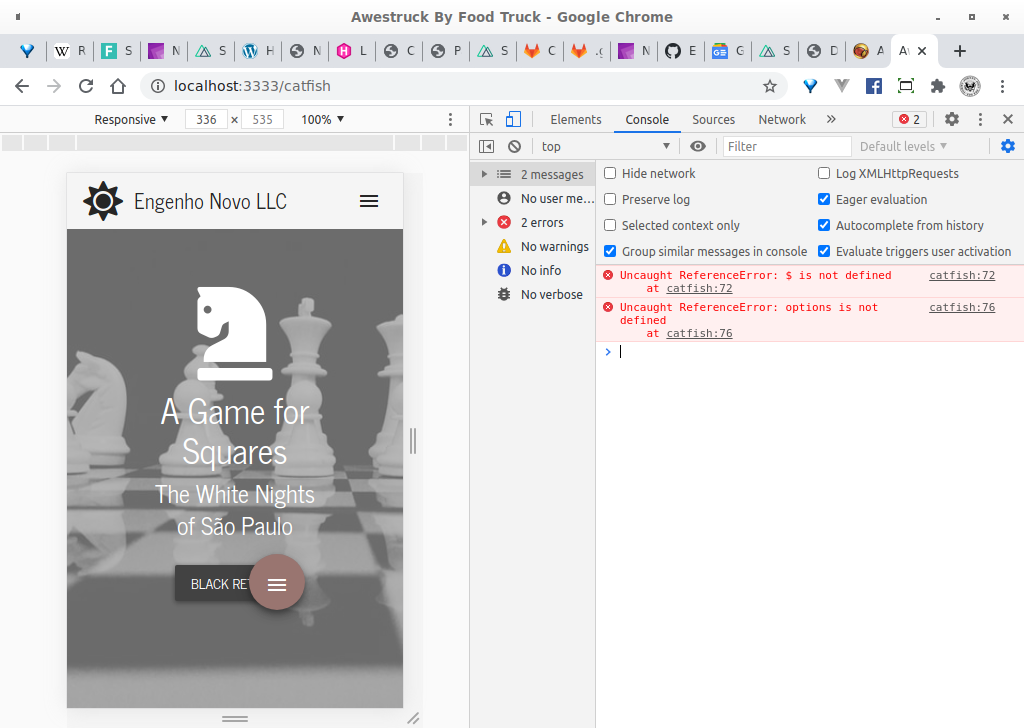 Awestruck By Food Truck - Google Chrome
W R
F S
N
S
H
N
L
C
P
S
C
.c
N
E
G
S
D
A
A
localhost:3333/catfish
Responsive
336 × 535
100%
Elements
Console
Sources
Network
2
top
Filter
Default levels
2 messages
No user me...
2 errors
No warnings
No info
No verbose
Hide network
Log XMLHttpRequests
Preserve log
Eager evaluation
Selected context only
Autocomplete from history
Group similar messages in console
Evaluate triggers user activation
Uncaught ReferenceError: $ is not defined catfish:72
at catfish:72
Uncaught ReferenceError: options is not catfish:76
defined
at catfish:76
Engenho Novo LLC
A Game for
Squares
The White Nights
of São Paulo
BLACK RE